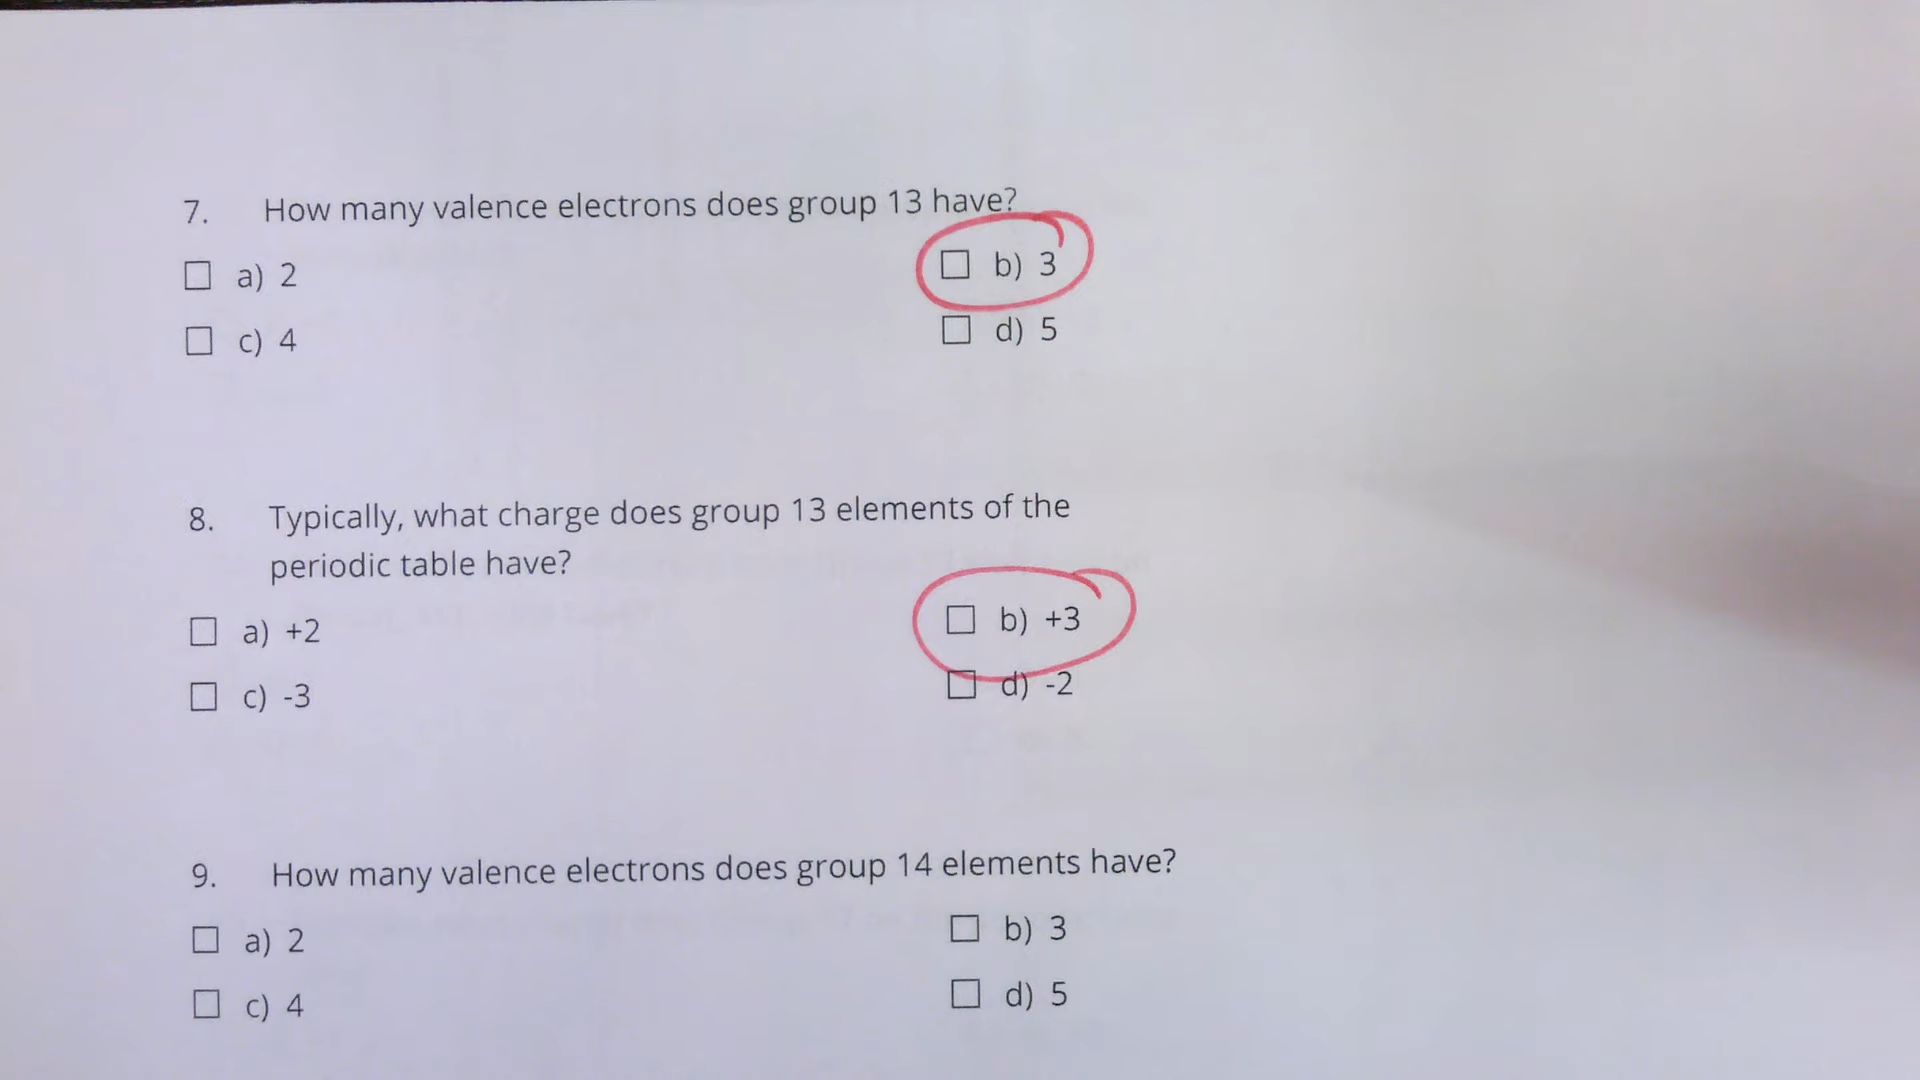 7. How many valence electrons does group 13 have?
☐ a) 2 ☐ b) 3
☐ c) 4 ☐ d) 5
8. Typically, what charge does group 13 elements of the
periodic table have?
☐ a) +2 ☐ b) +3
☐ c) -3 ☐ d) -2
9. How many valence electrons does group 14 elements have?
☐ a) 2 ☐ b) 3
☐ c) 4 ☐ d) 5